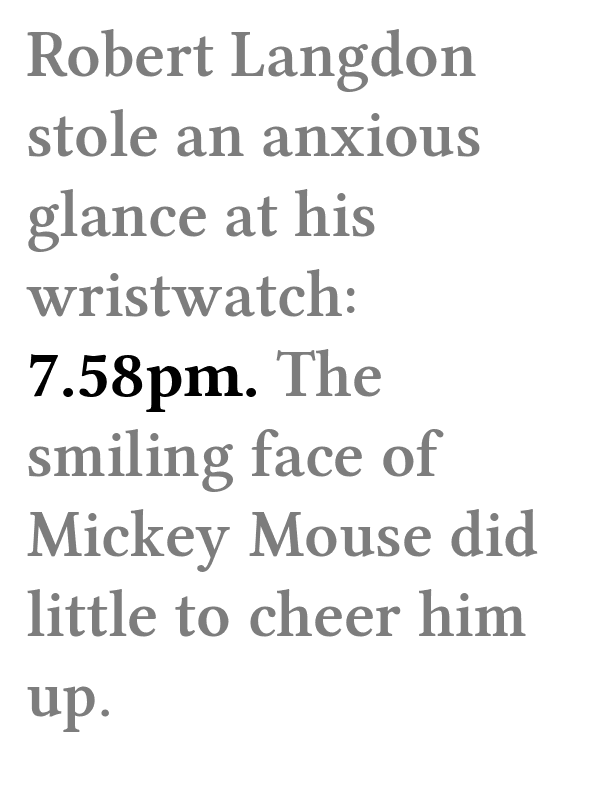 Robert Langdon
stole an anxious
glance at his
wristwatch:
7.58pm. The
smiling face of
Mickey Mouse did
little to cheer him
up.